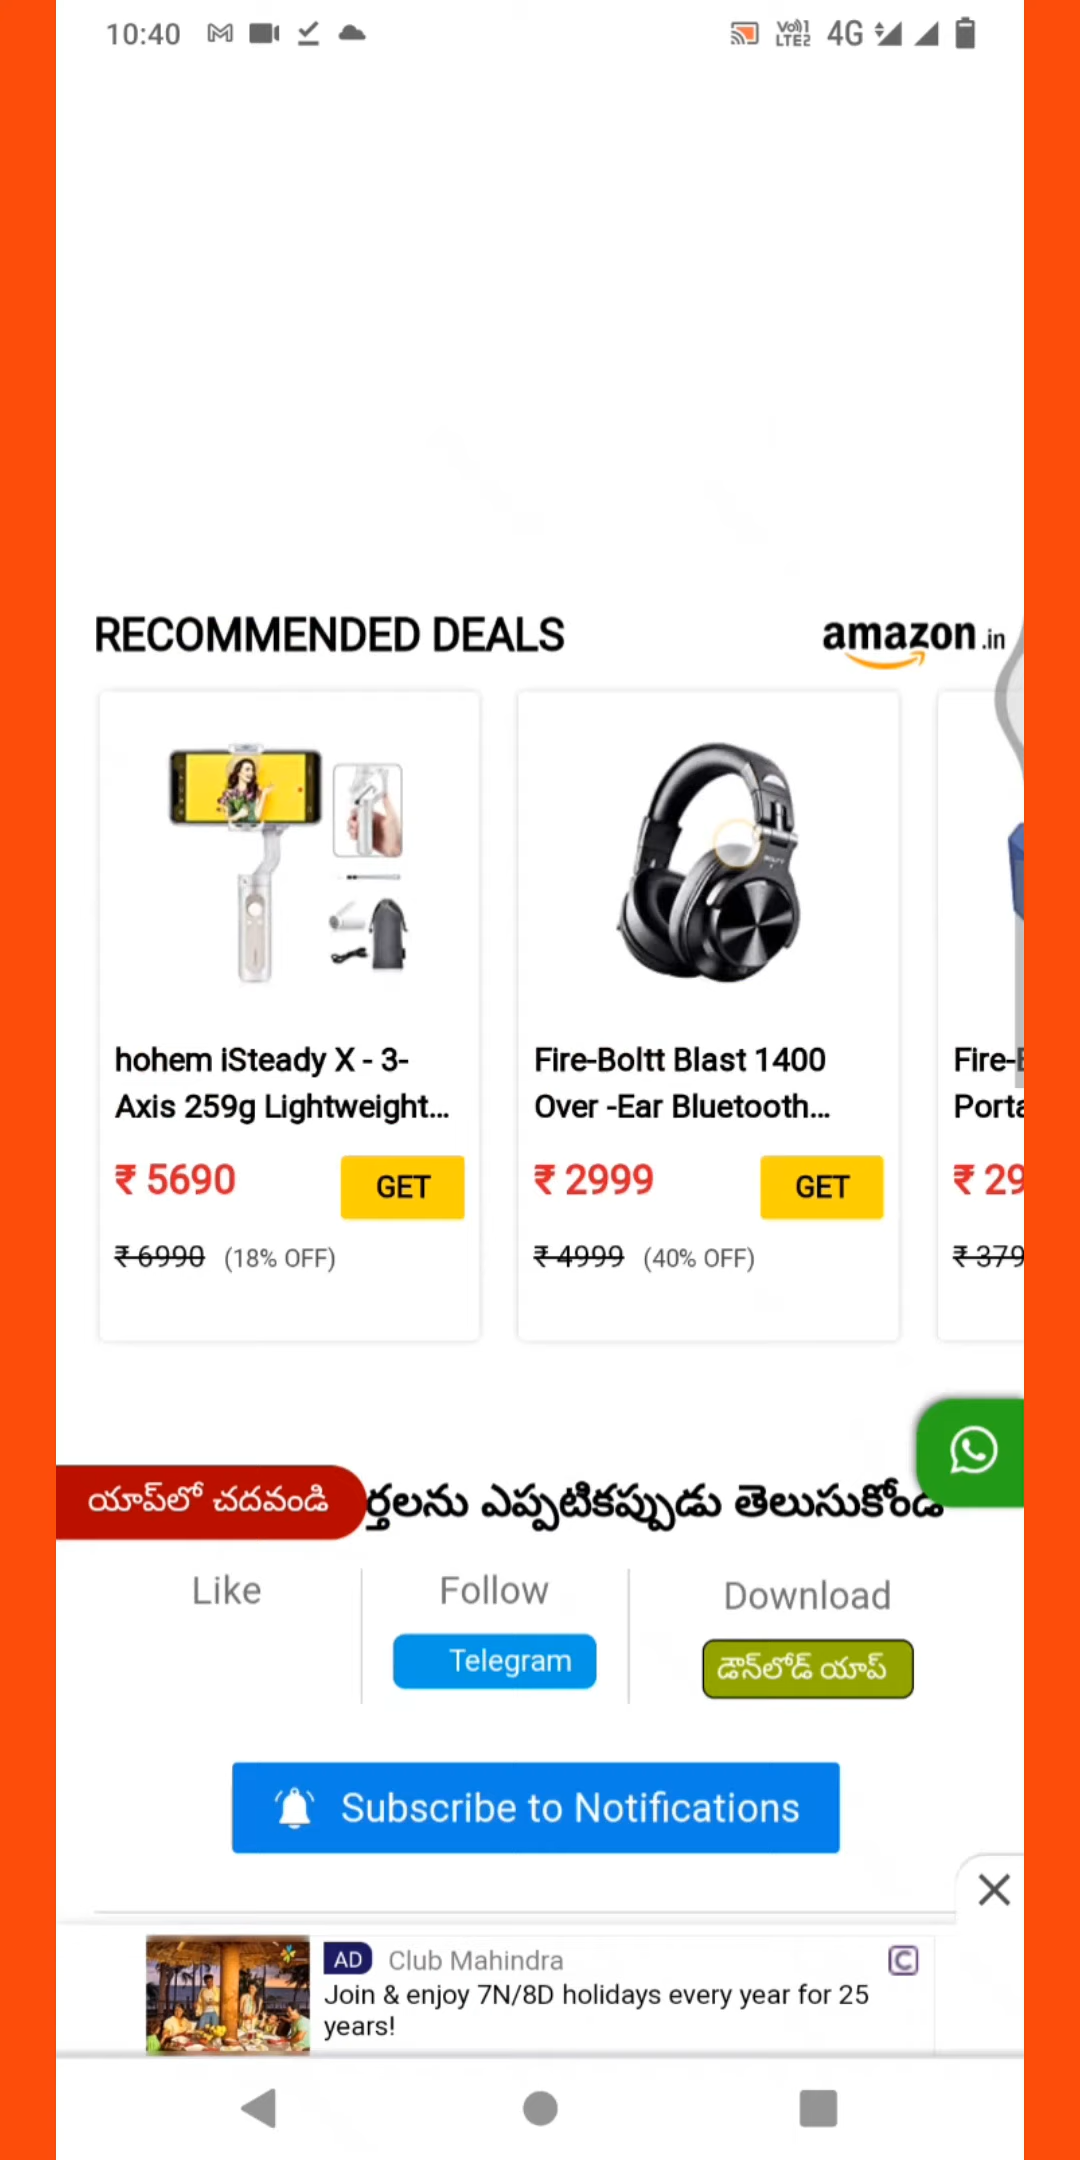 10:40
Vo)) 1
LTE2
4G
RECOMMENDED DEALS
amazon.in
hohem iSteady X - 3-
Axis 259g Lightweight...
₹ 5690
GET
₹ 6990 (18% OFF)
Fire-Boltt Blast 1400
Over -Ear Bluetooth...
₹ 2999
GET
₹ 4999 (40% OFF)
Fire-
Porta
₹ 29
₹ 379
యాప్‌లో చదవండి
ర్తలను ఎప్పటికప్పుడు తెలుసుకోండి
Like
Follow
Download
Telegram
డౌన్‌లోడ్ యాప్
Subscribe to Notifications
AD Club Mahindra
Join & enjoy 7N/8D holidays every year for 25
years!